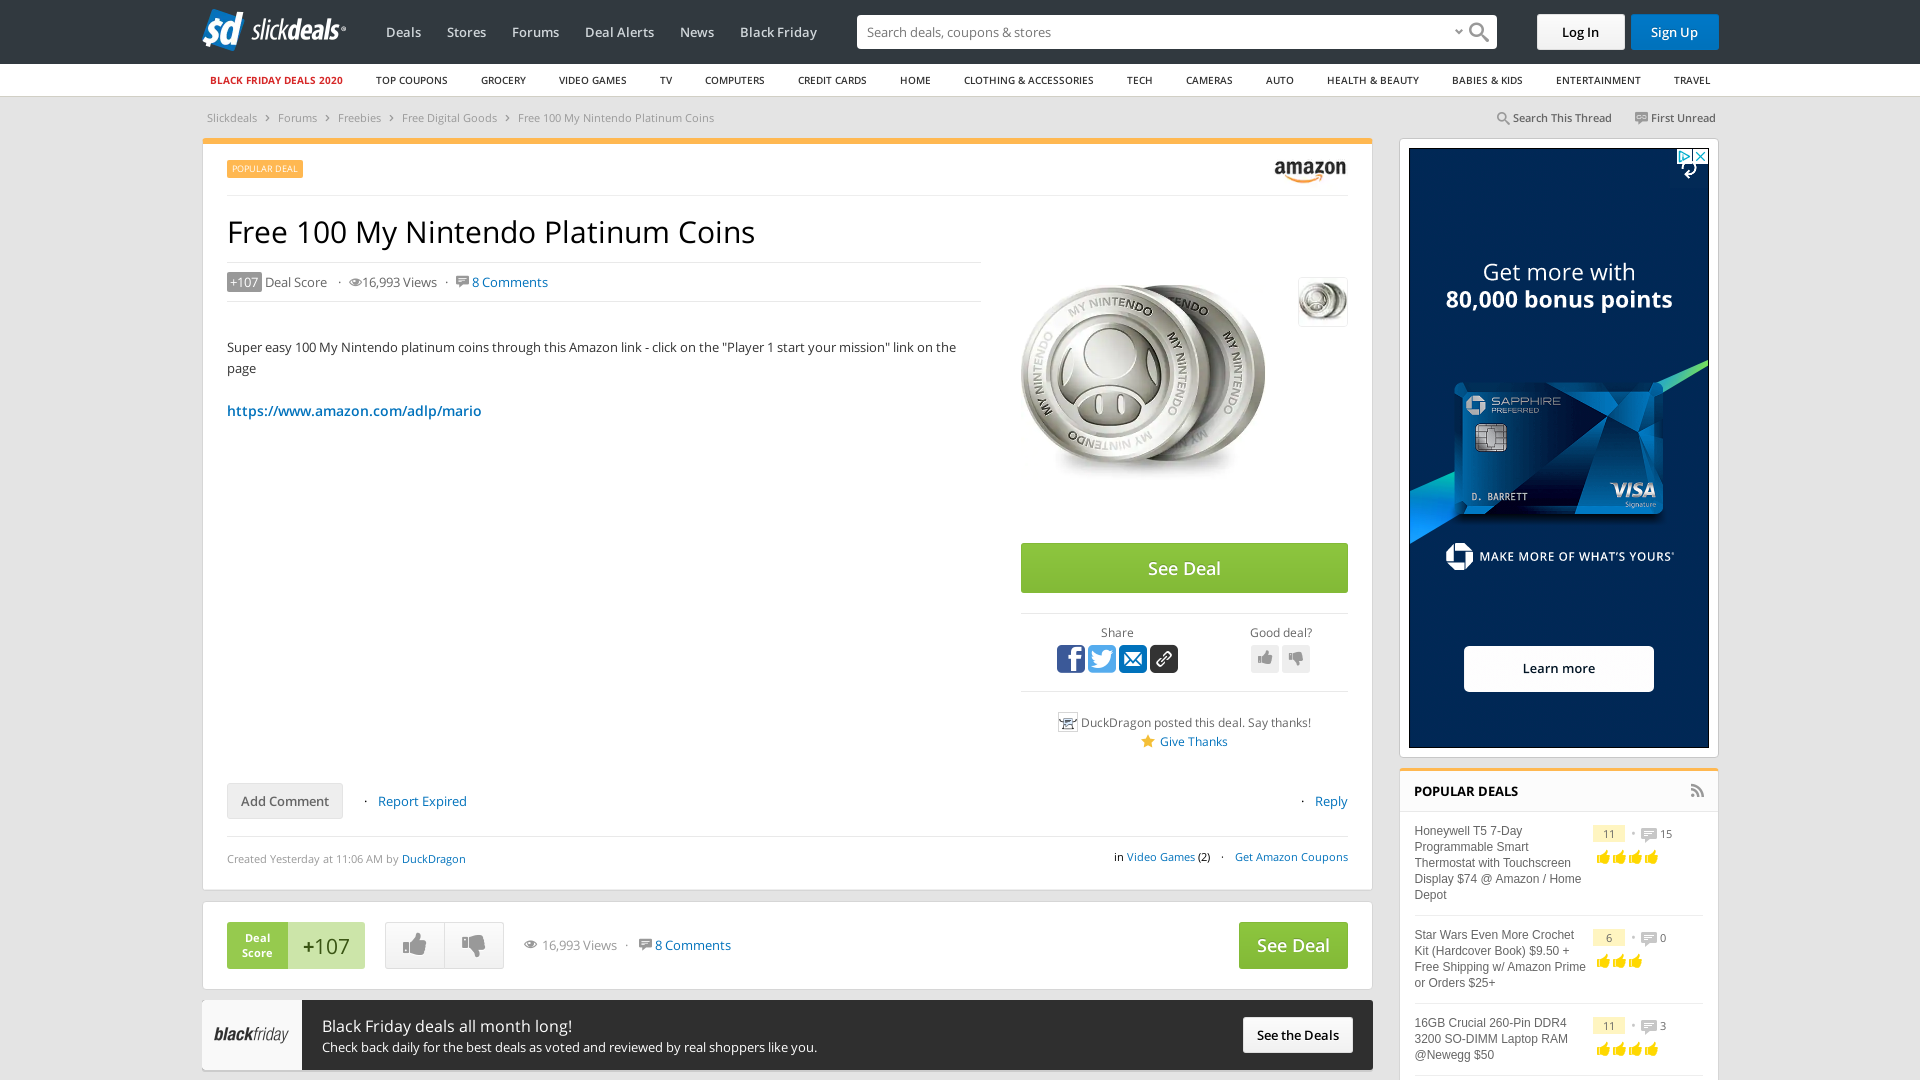 slickdeals
Deals
Stores
Forums
Deal Alerts
News
Black Friday
Search deals, coupons & shops
Log In
Sign Up
BLACK FRIDAY DEALS 2020
TOP COUPONS
GROCERY
VIDEO GAMES
TV
COMPUTERS
CREDIT CARDS
HOME
CLOTHING & ACCESSORIES
TECH
CAMERAS
AUTO
HEALTH & BEAUTY
BABIES & KIDS
ENTERTAINMENT
TRAVEL
Slickdeals › Forums › Freebies › Free Digital Goods › Free 100 My Nintendo Platinum Coins
Search This Thread
First Unread
POPULAR DEAL
amazon
Free 100 My Nintendo Platinum Coins
+107 Deal Score · 16,993 Views · 8 Comments
Super easy 100 My Nintendo platinum coins through this Amazon link - click on the "Player 1 start your mission" link on the
page
https://www.amazon.com/adlp/mario
MY NINTENDO
MY NINTENDO
MY NINTENDO
MY NINTENDO
MY NINTENDO
MY NINTENDO
See Deal
Share
Good deal?
DuckDragon posted this deal. Say thanks!
Give Thanks
Add Comment
· Report Expired
· Reply
Created Yesterday at 11:06 AM by DuckDragon
in Video Games (2) · Get Amazon Coupons
Deal
Score
+107
16,993 Views · 8 Comments
See Deal
blackfriday
Black Friday deals all month long!
Check back daily for the best deals as voted and reviewed by real shoppers like you.
See the Deals
Get more with
80,000 bonus points
SAPPHIRE
PREFERRED
D. BARRETT
VISA
Signature
MAKE MORE OF WHAT'S YOURS
Learn more
POPULAR DEALS
Honeywell T5 7-Day
Programmable Smart
Thermostat with Touchscreen
Display $74 @ Amazon / Home
Depot
11 • 15
Star Wars Even More Crochet
Kit (Hardcover Book) $9.50 +
Free Shipping w/ Amazon Prime
or Orders $25+
6 • 0
16GB Crucial 260-Pin DDR4
3200 SO-DIMM Laptop RAM
@Newegg $50
11 • 3